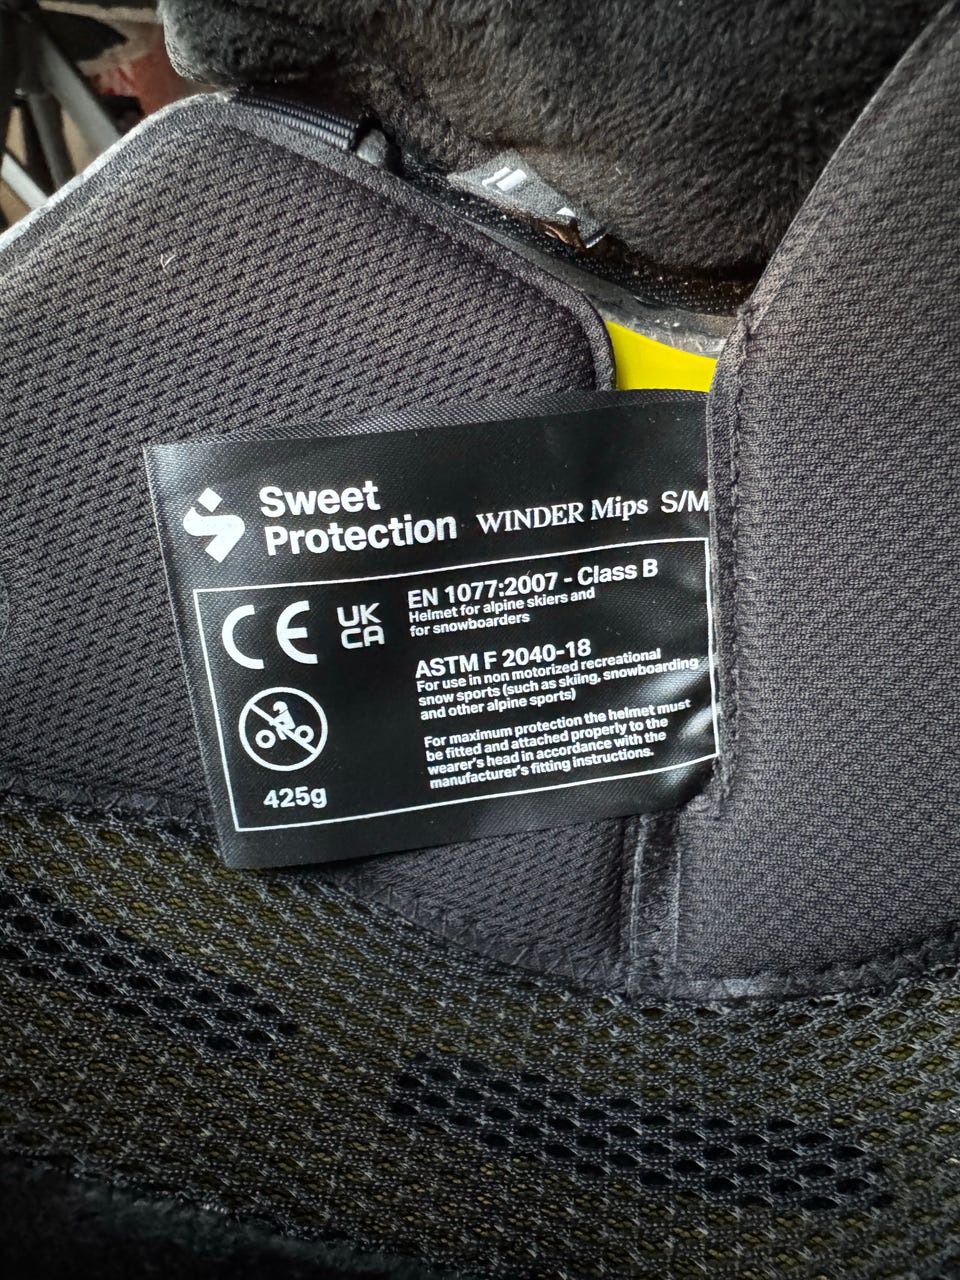 Sweet
Protection WINDER Mips S/M
CE UK
CA
EN 1077:2007 - Class B
Helmet for alpine skiers and
for snowboarders
ASTM F 2040-18
For use in non motorized recreational
snow sports (such as skiing, snowboarding
and other alpine sports)
For maximum protection the helmet must
be fitted and attached properly to the
wearer's head in accordance with the
manufacturer's fitting instructions.
425g